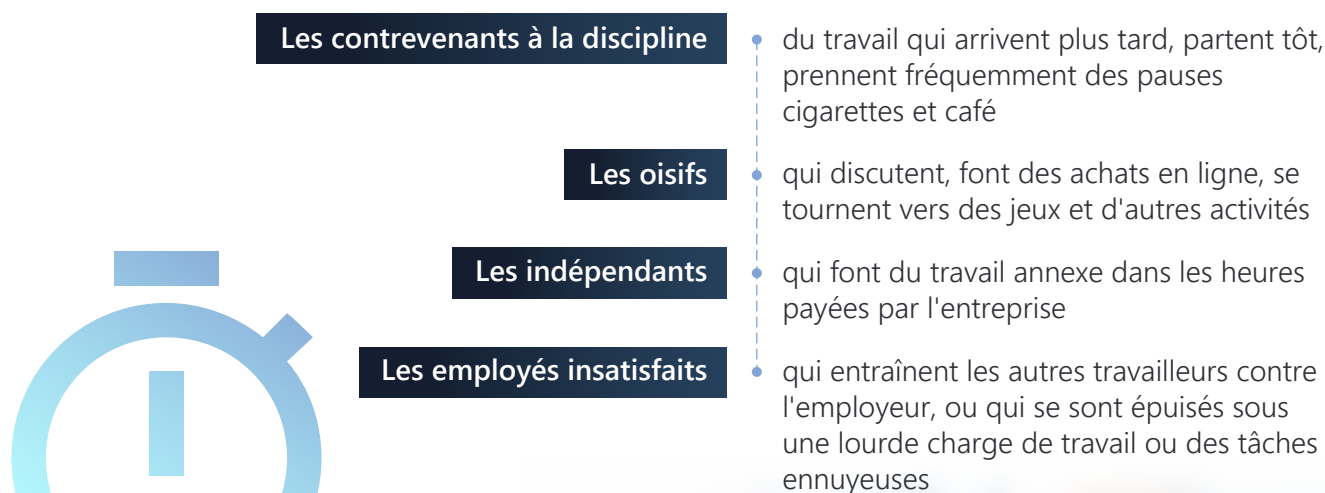 Les contrevenants à la discipline
du travail qui arrivent plus tard, partent tôt,
prennent fréquemment des pauses
cigarettes et café
Les oisifs
qui discutent, font des achats en ligne, se
tournent vers des jeux et d'autres activités
Les indépendants
qui font du travail annexe dans les heures
payées par l'entreprise
Les employés insatisfaits
qui entraînent les autres travailleurs contre
l'employeur, ou qui se sont épuisés sous
une lourde charge de travail ou des tâches
ennuyeuses